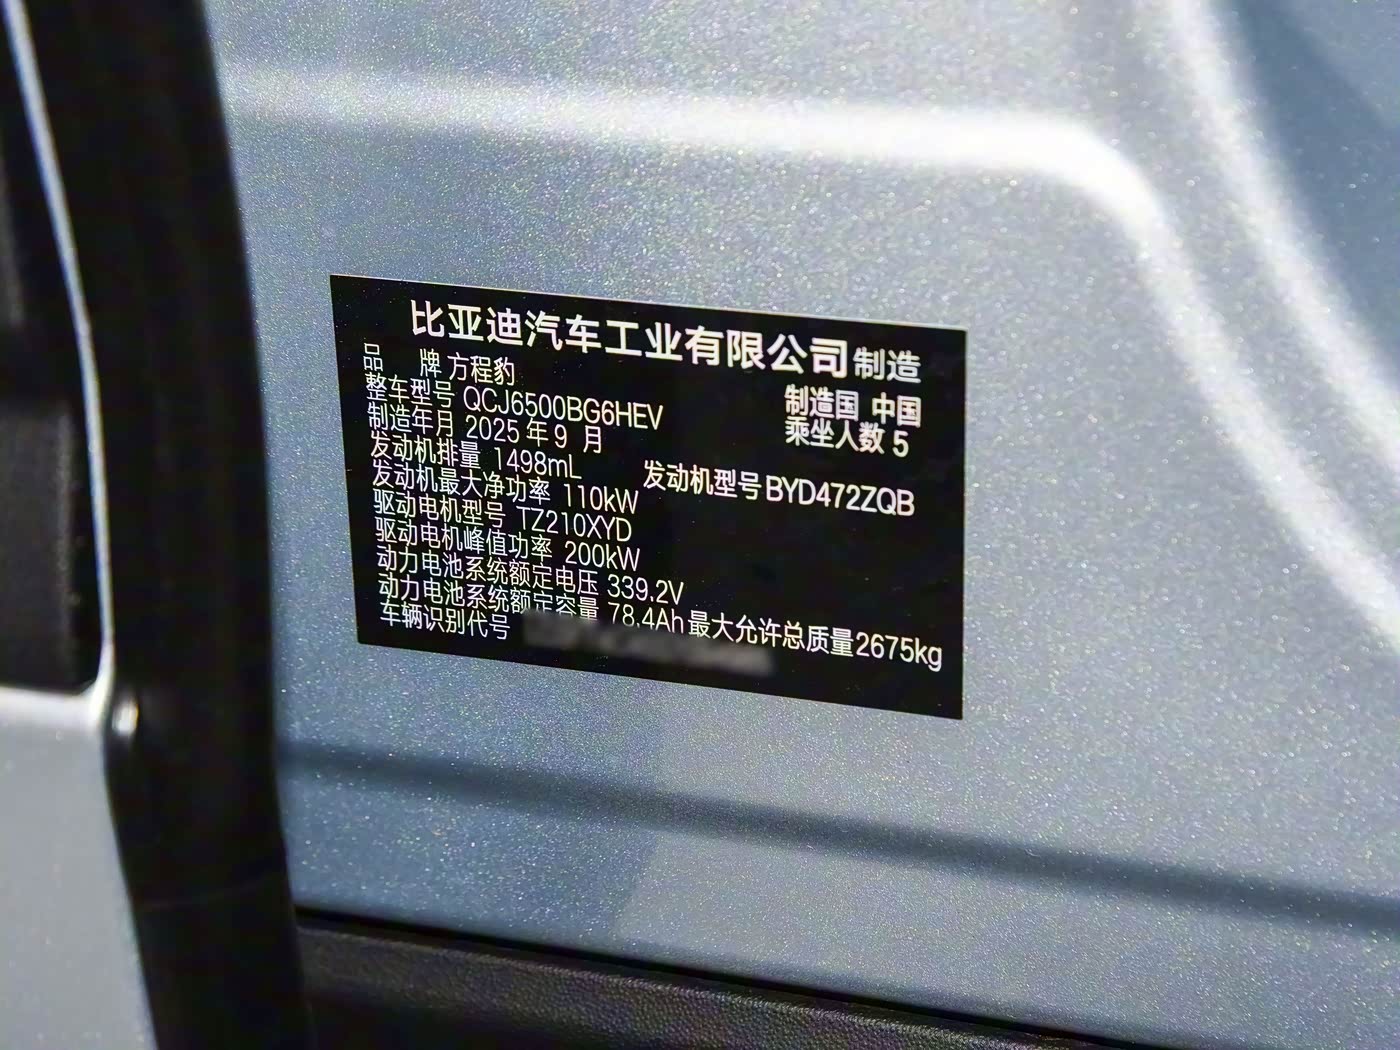 比亚迪汽车工业有限公司制造
品 牌 方程豹
整车型号 QCJ6500BG6HEV 制造国 中国
制造年月 2025年9月 乘坐人数 5
发动机排量 1498mL 发动机型号 BYD472ZQB
发动机最大净功率 110kW
驱动电机型号 TZ210XYD
驱动电机峰值功率 200kW
动力电池系统额定电压 339.2V
动力电池系统额定容量 78.4Ah 最大允许总质量2675kg
车辆识别代号